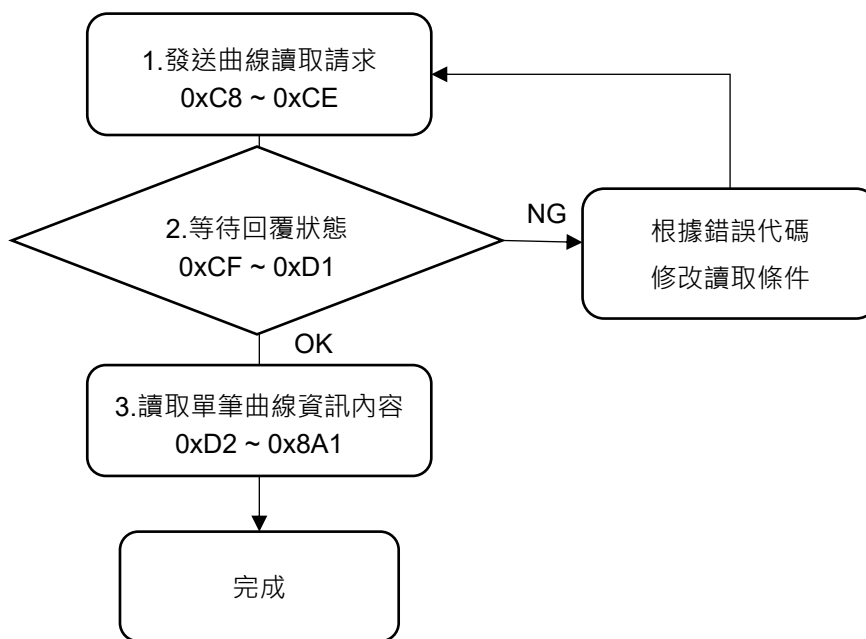 1.發送曲線讀取請求
0xC8 ~ 0xCE
2.等待回覆狀態
0xCF ~ 0xD1
NG
根據錯誤代碼
修改讀取條件
OK
3.讀取單筆曲線資訊內容
0xD2 ~ 0x8A1
完成